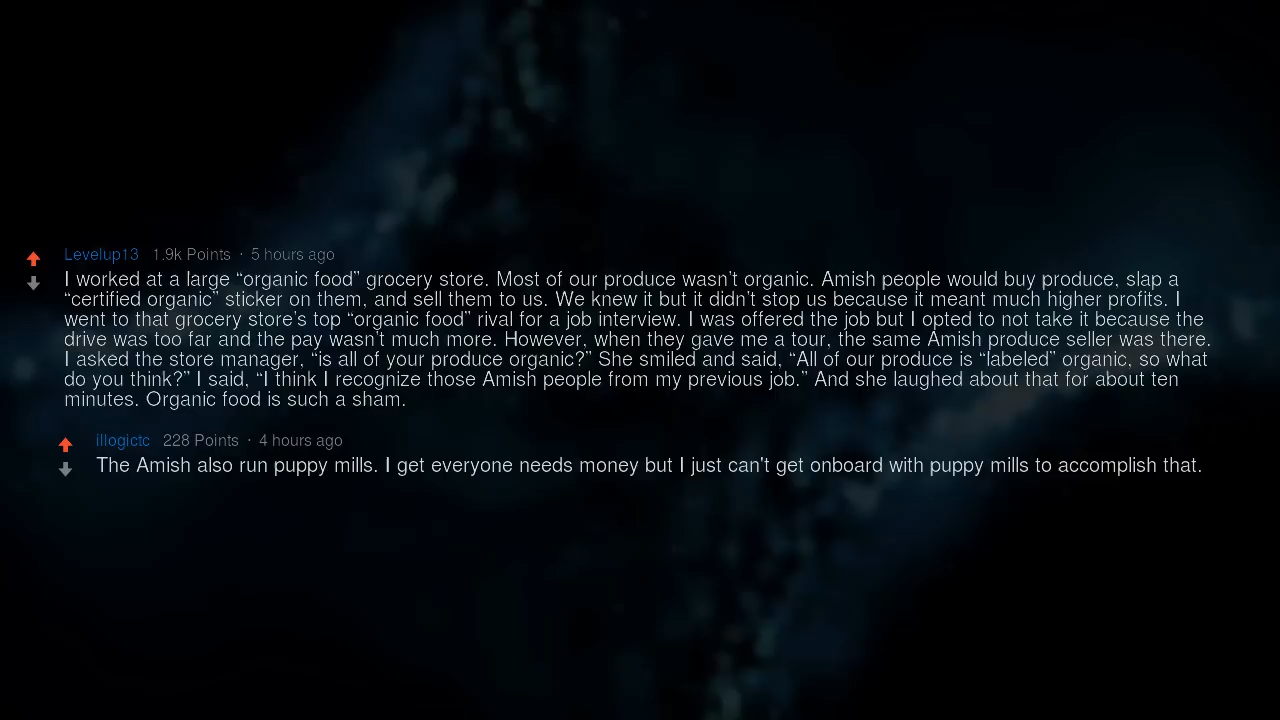 Levelup13 1.9k Points · 5 hours ago
I worked at a large “organic food” grocery store. Most of our produce wasn’t organic. Amish people would buy produce, slap a
“certified organic” sticker on them, and sell them to us. We knew it but it didn’t stop us because it meant much higher profits. I
went to that grocery store’s top “organic food” rival for a job interview. I was offered the job but I opted to not take it because the
drive was too far and the pay wasn’t much more. However, when they gave me a tour, the same Amish produce seller was there.
I asked the store manager, “is all of your produce organic?” She smiled and said, “All of our produce is “labeled” organic, so what
do you think?” I said, “I think I recognize those Amish people from my previous job.” And she laughed about that for about ten
minutes. Organic food is such a sham.
illogictc 228 Points · 4 hours ago
The Amish also run puppy mills. I get everyone needs money but I just can't get onboard with puppy mills to accomplish that.